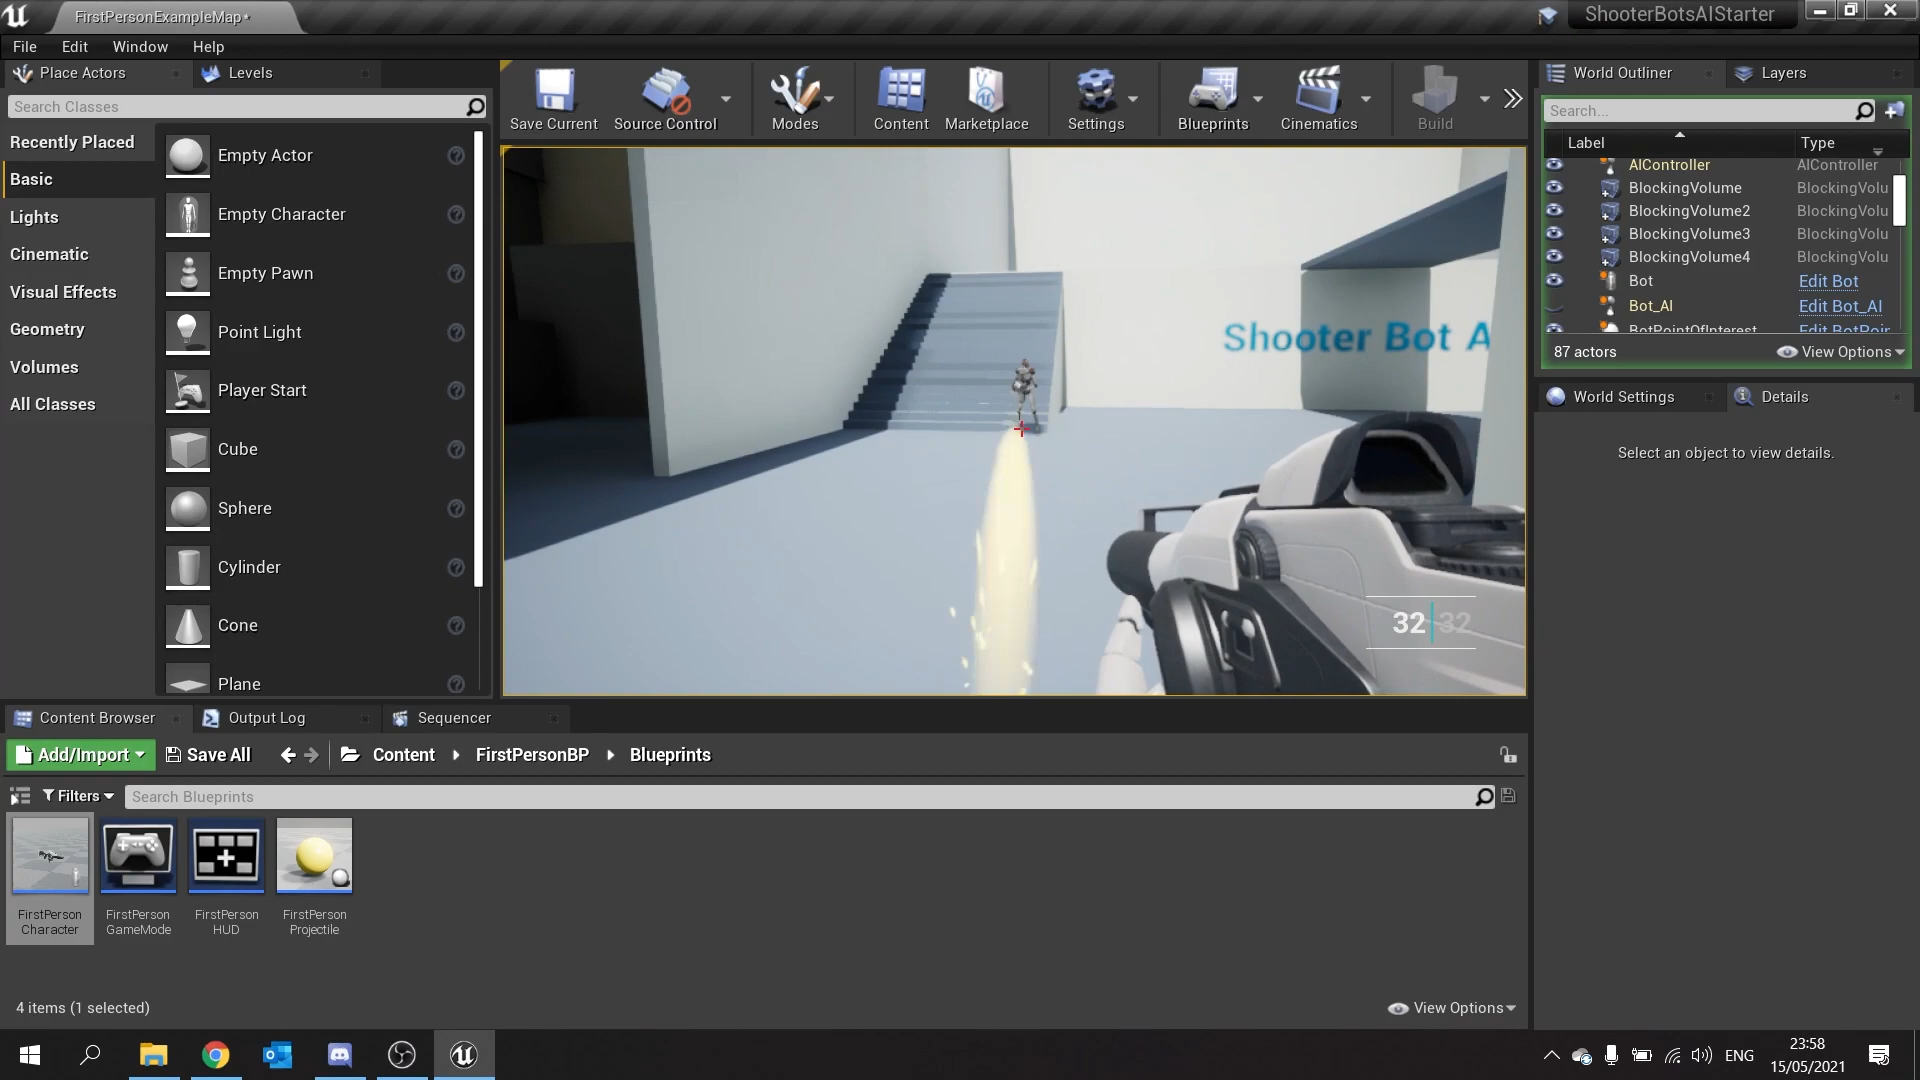 FirstPersonExampleMap*
ShooterBotsAIStarter
File
Edit
Window
Help
Place Actors
Levels
Search Classes
Recently Placed
Basic
Lights
Cinematic
Visual Effects
Geometry
Volumes
All Classes
Empty Actor
Empty Character
Empty Pawn
Point Light
Player Start
Cube
Sphere
Cylinder
Cone
Plane
Save Current
Source Control
Modes
Content
Marketplace
Settings
Blueprints
Cinematics
Build
Shooter Bot A
32|32
World Outliner
Layers
Search...
Label
Type
AIController
AIController
BlockingVolume
BlockingVolu
BlockingVolume2
BlockingVolu
BlockingVolume3
BlockingVolu
BlockingVolume4
BlockingVolu
Bot
Edit Bot
Bot_AI
Edit Bot_AI
BotPointOfInterest
Edit BotPoir
87 actors
View Options
World Settings
Details
Select an object to view details.
Content Browser
Output Log
Sequencer
Add/Import
Save All
Content
FirstPersonBP
Blueprints
Filters
Search Blueprints
FirstPerson
Character
FirstPerson
GameMode
FirstPerson
HUD
FirstPerson
Projectile
4 items (1 selected)
View Options
ENG
23:58
15/05/2021